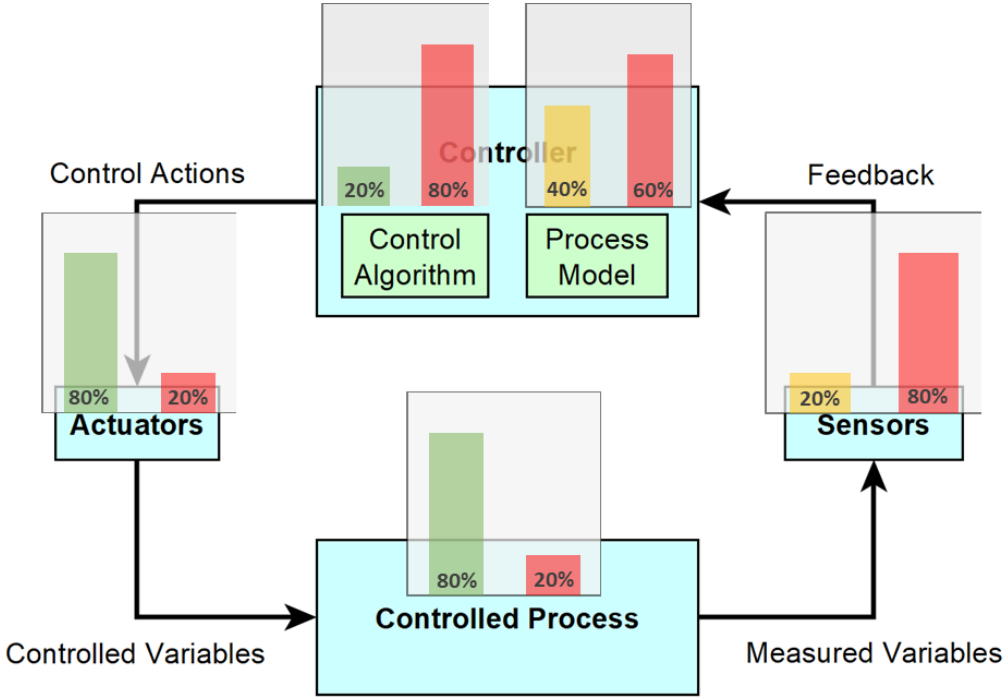 Controller
20%
80%
40%
60%
Control Actions
Feedback
Control
Algorithm
Process
Model
80%
20%
Actuators
20%
80%
Sensors
80%
20%
Controlled Process
Controlled Variables
Measured Variables